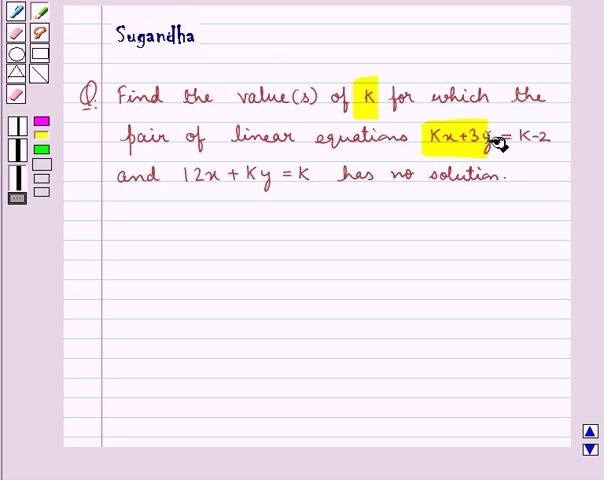 Sugandha
Q. Find the value(s) of K for which the
pair of linear equations Kx+3y = K-2
and 12x + Ky = K has no solution.